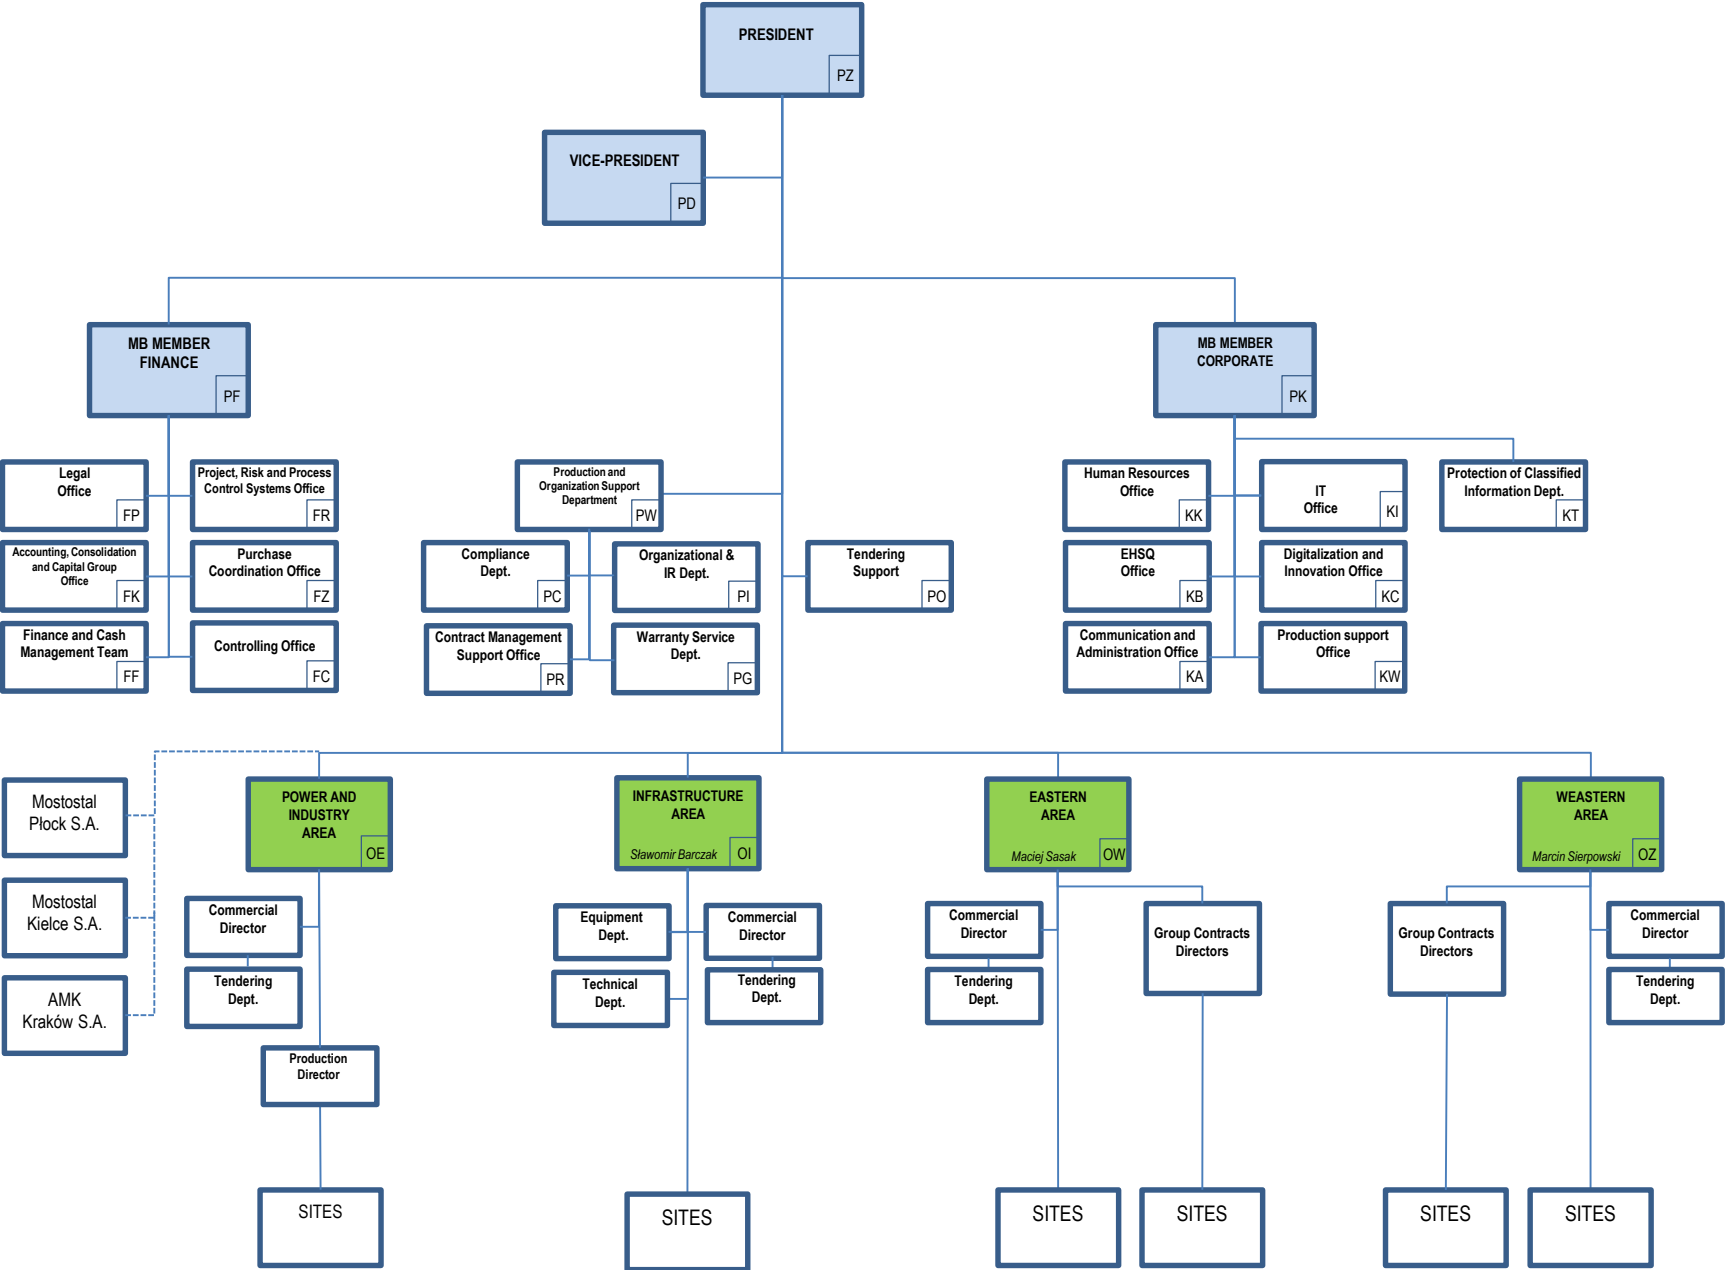 PRESIDENT
PZ
VICE-PRESIDENT
PD
MB MEMBER
FINANCE
PF
MB MEMBER
CORPORATE
PK
Legal
Office
FP
Project, Risk and Process
Control Systems Office
FR
Accounting, Consolidation
and Capital Group
Office
FK
Purchase
Coordination Office
FZ
Finance and Cash
Management Team
FF
Controlling Office
FC
Production and
Organization Support
Department
PW
Compliance
Dept.
PC
Organizational &
IR Dept.
PI
Contract Management
Support Office
PR
Warranty Service
Dept.
PG
Tendering
Support
PO
Human Resources
Office
KK
IT
Office
KI
Protection of Classified
Information Dept.
KT
EHSQ
Office
KB
Digitalization and
Innovation Office
KC
Communication and
Administration Office
KA
Production support
Office
KW
Mostostal
Płock S.A.
Mostostal
Kielce S.A.
AMK
Kraków S.A.
POWER AND
INDUSTRY
AREA
OE
Commercial
Director
Tendering
Dept.
Production
Director
SITES
INFRASTRUCTURE
AREA
Sławomir Barczak
OI
Equipment
Dept.
Commercial
Director
Technical
Dept.
Tendering
Dept.
SITES
EASTERN
AREA
Maciej Sasak
OW
Commercial
Director
Tendering
Dept.
Group Contracts
Directors
SITES
SITES
WEASTERN
AREA
Marcin Sierpowski
OZ
Group Contracts
Directors
Commercial
Director
Tendering
Dept.
SITES
SITES